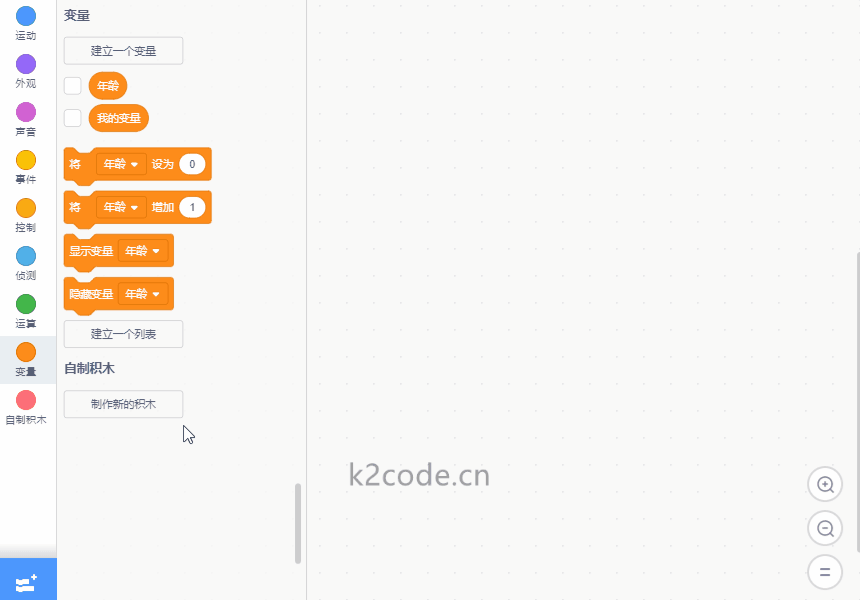 运动
外观
声音
事件
控制
侦测
运算
变量
自制积木
变量
建立一个变量
年龄
我的变量
将 年龄 设为 0
将 年龄 增加 1
显示变量 年龄
隐藏变量 年龄
建立一个列表
自制积木
制作新的积木
k2code.cn